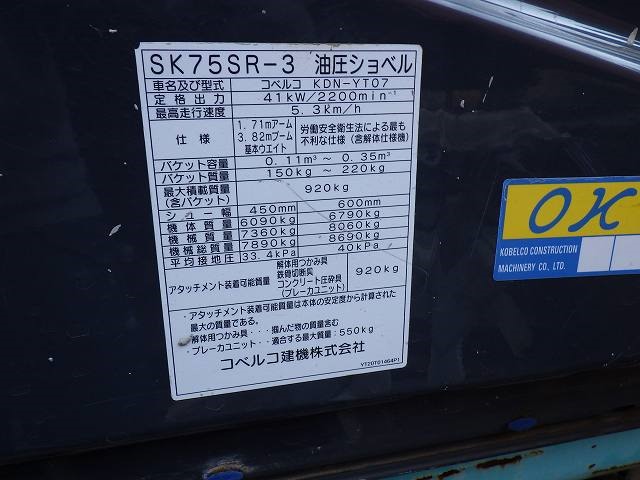 SK75SR-3 油圧ショベル
車名及び型式 コベルコ KDN-YT07
定格出力 41kW/2200min⁻¹
最高走行速度 5.3km/h
仕様 1.71mアーム 3.82mブーム 基本ウエイト 労働安全衛生法による最も不利な仕様(含解体仕様機)
バケット容量 0.11m³ ～ 0.35m³
バケット質量 150kg ～ 220kg
最大積載質量(含バケット) 920kg
シュー幅 450mm 600mm
機体質量 6090kg 6790kg
機械質量 7360kg 8060kg
機械総質量 7890kg 8690kg
平均接地圧 33.4kPa 40kPa
アタッチメント装着可能質量 解体用つかみ具 鉄骨切断具 コンクリート圧砕具 (ブレーカユニット) 920kg
・アタッチメント装着可能質量は本体の安定度から計算された
最大の質量である。
・解体用つかみ具・・・掴んだ物の質量含む
・ブレーカユニット・・適合する最大質量:550kg
コベルコ建機株式会社
YT20T01464P1
OK
KOBELCO CONSTRUCTION
MACHINERY CO., LTD.